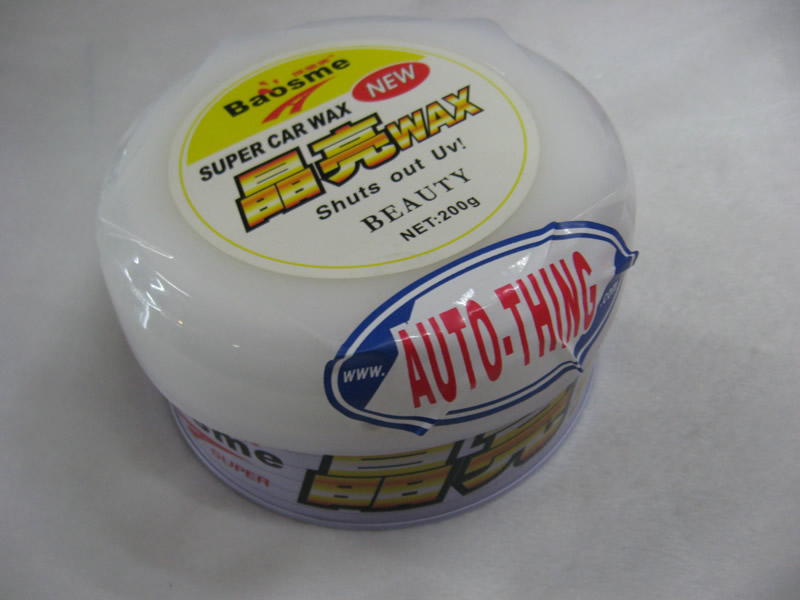 Baosme
NEW
SUPER CAR WAX
晶亮WAX
Shuts out Uv!
BEAUTY
NET:200g
www.
AUTO-THING
.com
sme
SUPER
晶亮